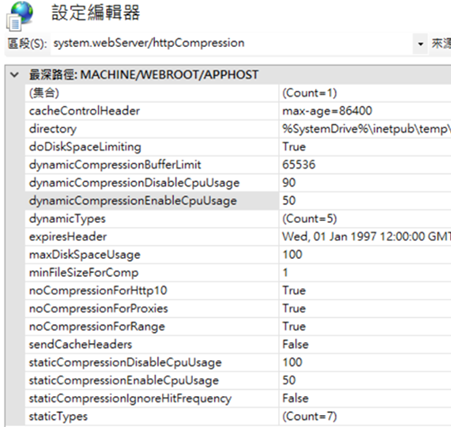 設定編輯器
區段(S): system.webServer/httpCompression 來源
最深路徑: MACHINE/WEBROOT/APPHOST
(集合) (Count=1)
cacheControlHeader max-age=86400
directory %SystemDrive%\inetpub\temp\
doDiskSpaceLimiting True
dynamicCompressionBufferLimit 65536
dynamicCompressionDisableCpuUsage 90
dynamicCompressionEnableCpuUsage 50
dynamicTypes (Count=5)
expiresHeader Wed, 01 Jan 1997 12:00:00 GMT
maxDiskSpaceUsage 100
minFileSizeForComp 1
noCompressionForHttp10 True
noCompressionForProxies True
noCompressionForRange True
sendCacheHeaders False
staticCompressionDisableCpuUsage 100
staticCompressionEnableCpuUsage 50
staticCompressionIgnoreHitFrequency False
staticTypes (Count=7)